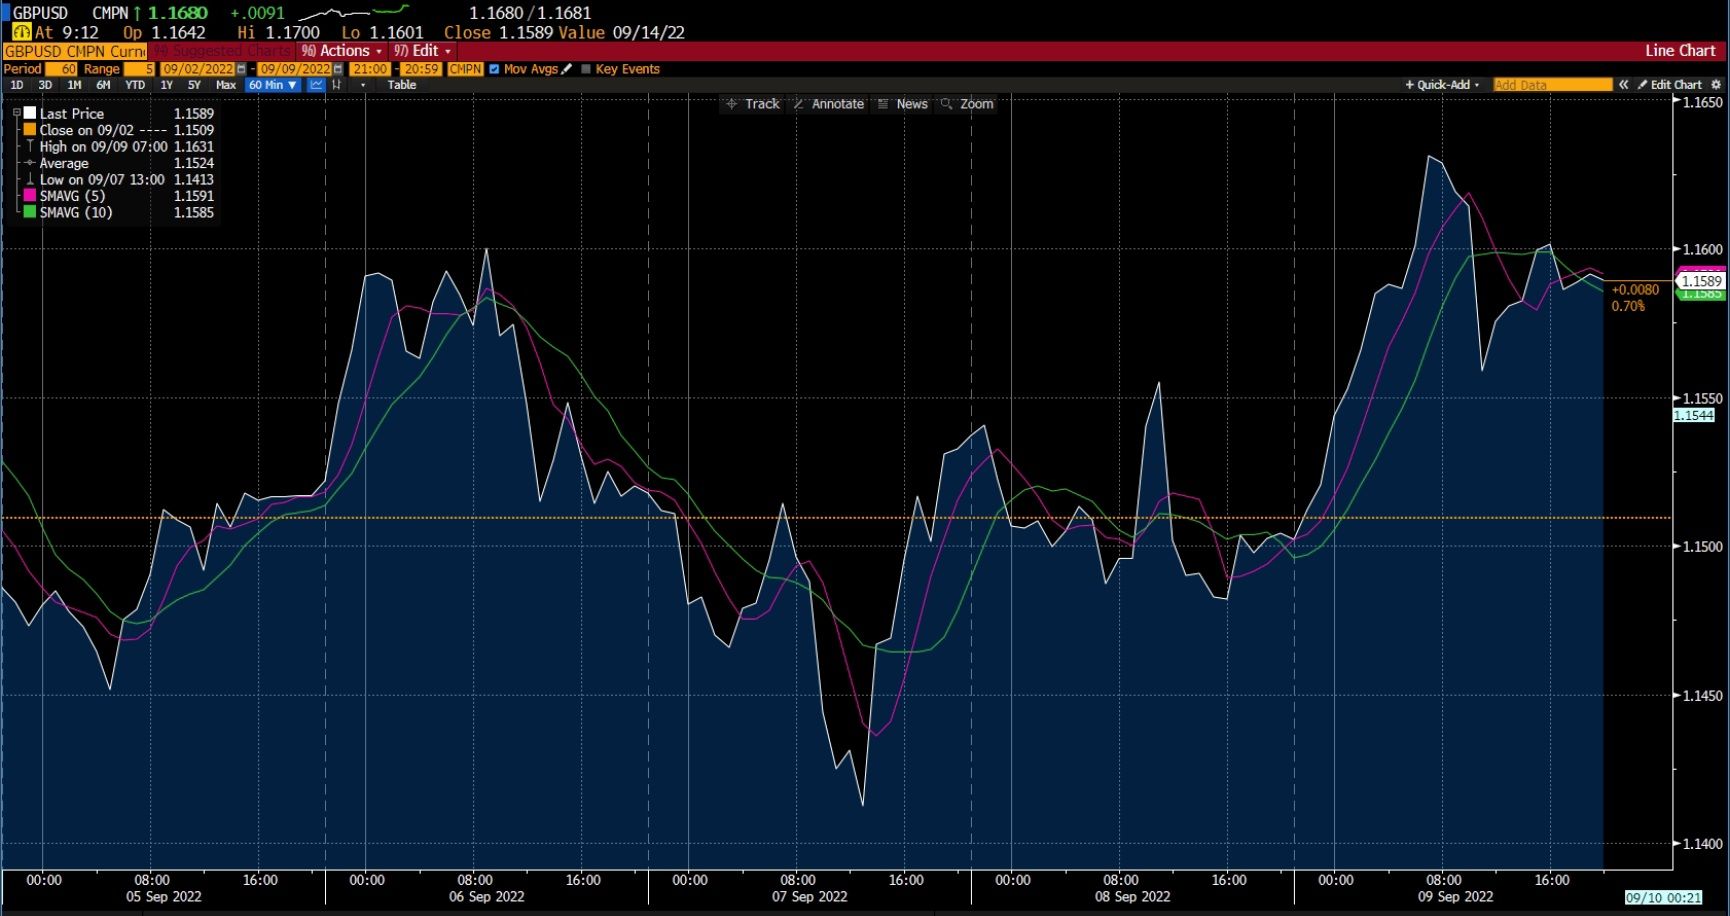 GBPUSD CMPN ↑ 1.1680 +.0091 1.1680 / 1.1681
At 9:12 Op 1.1642 Hi 1.1700 Lo 1.1601 Close 1.1589 Value 09/14/22
GBPUSD CMPN Curnc 94) Suggested Charts 96) Actions 97) Edit Line Chart
Period 60 Range 5 09/02/2022 - 09/09/2022 21:00 - 20:59 CMPN Mov Avgs Key Events
1D 3D 1M 6M YTD 1Y 5Y Max 60 Min ▼ Table + Quick-Add Add Data « Edit Chart
Track Annotate News Zoom
Last Price 1.1589
Close on 09/02 ---- 1.1509
High on 09/09 07:00 1.1631
Average 1.1524
Low on 09/07 13:00 1.1413
SMAVG (5) 1.1591
SMAVG (10) 1.1585
1.1650
1.1600
1.1589
1.1585
+0.0080
0.70%
1.1550
1.1544
1.1500
1.1450
1.1400
00:00 08:00 16:00 00:00 08:00 16:00 00:00 08:00 16:00 00:00 08:00 16:00 00:00 08:00 16:00
05 Sep 2022 06 Sep 2022 07 Sep 2022 08 Sep 2022 09 Sep 2022 09/10 00:21